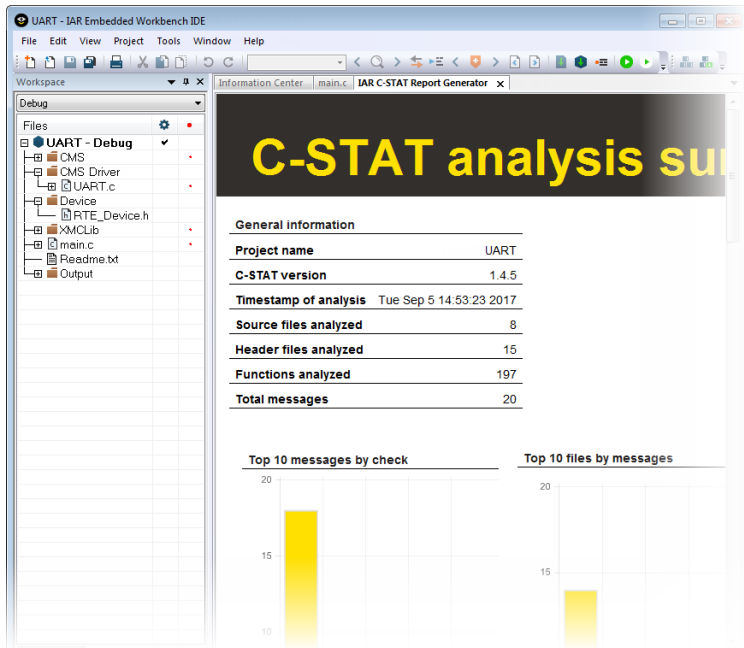 UART - IAR Embedded Workbench IDE
File Edit View Project Tools Window Help
Workspace
Information Center main.c IAR C-STAT Report Generator
Debug
Files
UART - Debug
CMS
CMS Driver
UART.c
Device
RTE_Device.h
XMCLib
main.c
Readme.txt
Output
C-STAT analysis su
General information
Project name UART
C-STAT version 1.4.5
Timestamp of analysis Tue Sep 5 14:53:23 2017
Source files analyzed 8
Header files analyzed 15
Functions analyzed 197
Total messages 20
Top 10 messages by check
20
15
10
Top 10 files by messages
20
15